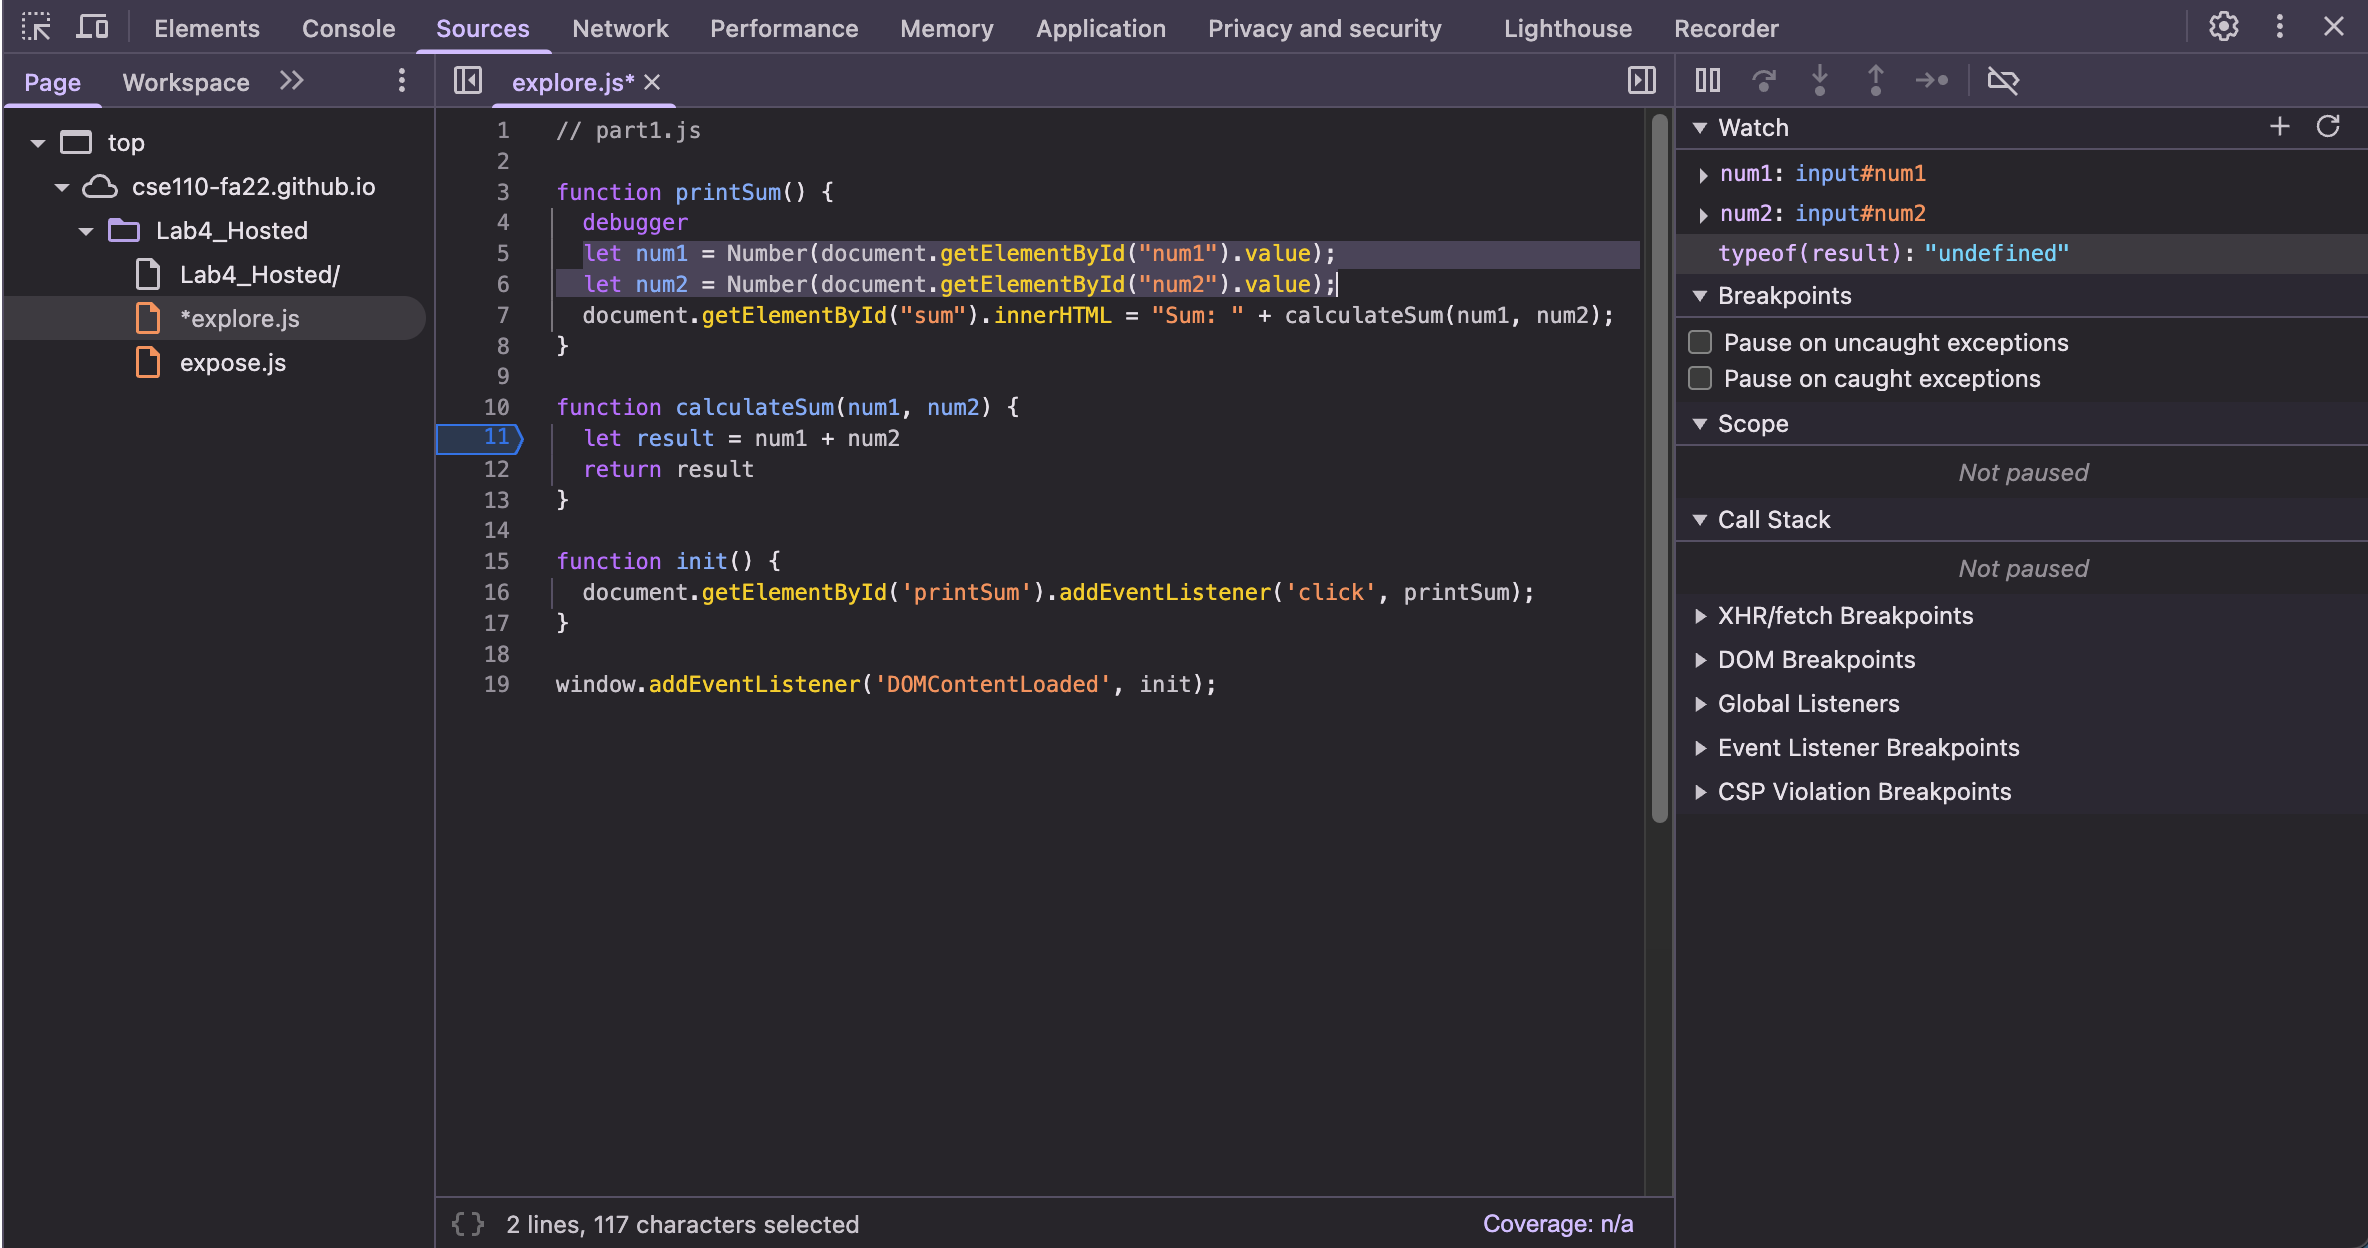 Elements Console Sources Network Performance Memory Application Privacy and security Lighthouse Recorder
Page Workspace
top
cse110-fa22.github.io
Lab4_Hosted
Lab4_Hosted/
*explore.js
expose.js
explore.js*
1 // part1.js
2
3 function printSum() {
4 debugger
5 let num1 = Number(document.getElementById("num1").value);
6 let num2 = Number(document.getElementById("num2").value);
7 document.getElementById("sum").innerHTML = "Sum: " + calculateSum(num1, num2);
8 }
9
10 function calculateSum(num1, num2) {
11 let result = num1 + num2
12 return result
13 }
14
15 function init() {
16 document.getElementById('printSum').addEventListener('click', printSum);
17 }
18
19 window.addEventListener('DOMContentLoaded', init);
{ } 2 lines, 117 characters selected
Coverage: n/a
Watch
num1: input#num1
num2: input#num2
typeof(result): "undefined"
Breakpoints
Pause on uncaught exceptions
Pause on caught exceptions
Scope
Not paused
Call Stack
Not paused
XHR/fetch Breakpoints
DOM Breakpoints
Global Listeners
Event Listener Breakpoints
CSP Violation Breakpoints